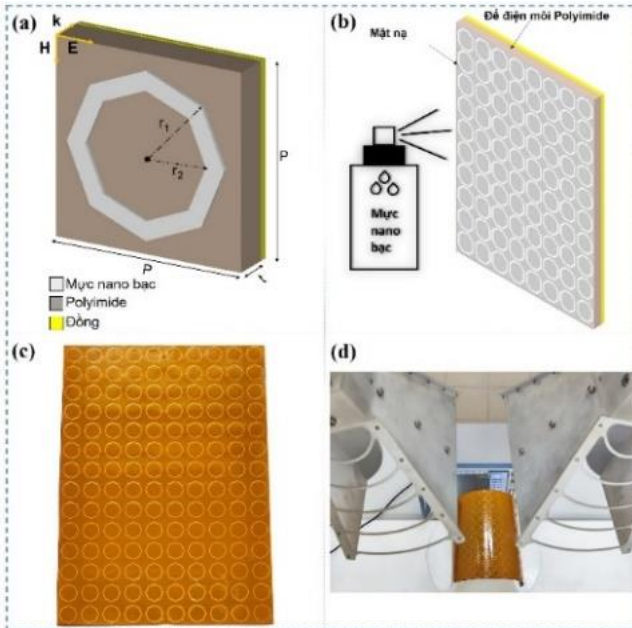 (a)
k
H
E
r₁
r₂
P
P
t
Mực nano bạc
Polyimide
Đồng
(b)
Đế điện môi Polyimide
Mặt nạ
Mực
nano
bạc
(c)
(d)